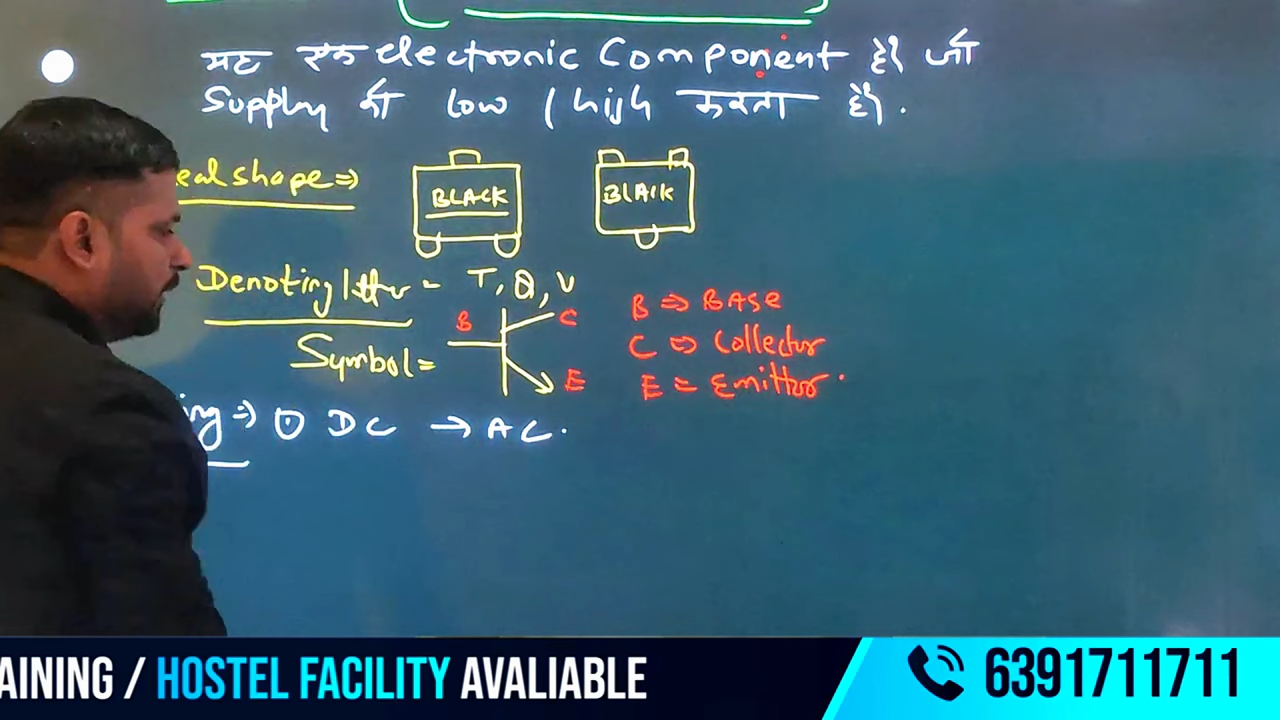 यह एक electronic Component है। जो
Supply को Low / high करता है।.
eal shape ⇒
BLACK
BLACK
Denoting letter - T, Q, V
B C E
B ⇒ BASE
Symbol =
C ⇒ Collector
E = Emitter.
ing ⇒ ① DC → AC.
AINING / HOSTEL FACILITY AVALIABLE
6391711711